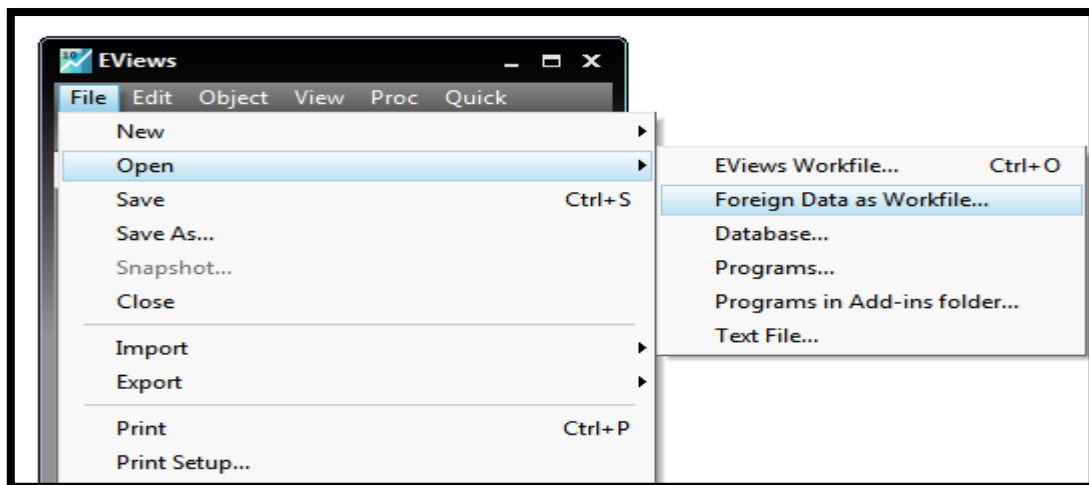 10
EViews
File Edit Object View Proc Quick
New
Open
Save Ctrl+S
Save As...
Snapshot...
Close
Import
Export
Print Ctrl+P
Print Setup...
EViews Workfile... Ctrl+O
Foreign Data as Workfile...
Database...
Programs...
Programs in Add-ins folder...
Text File...